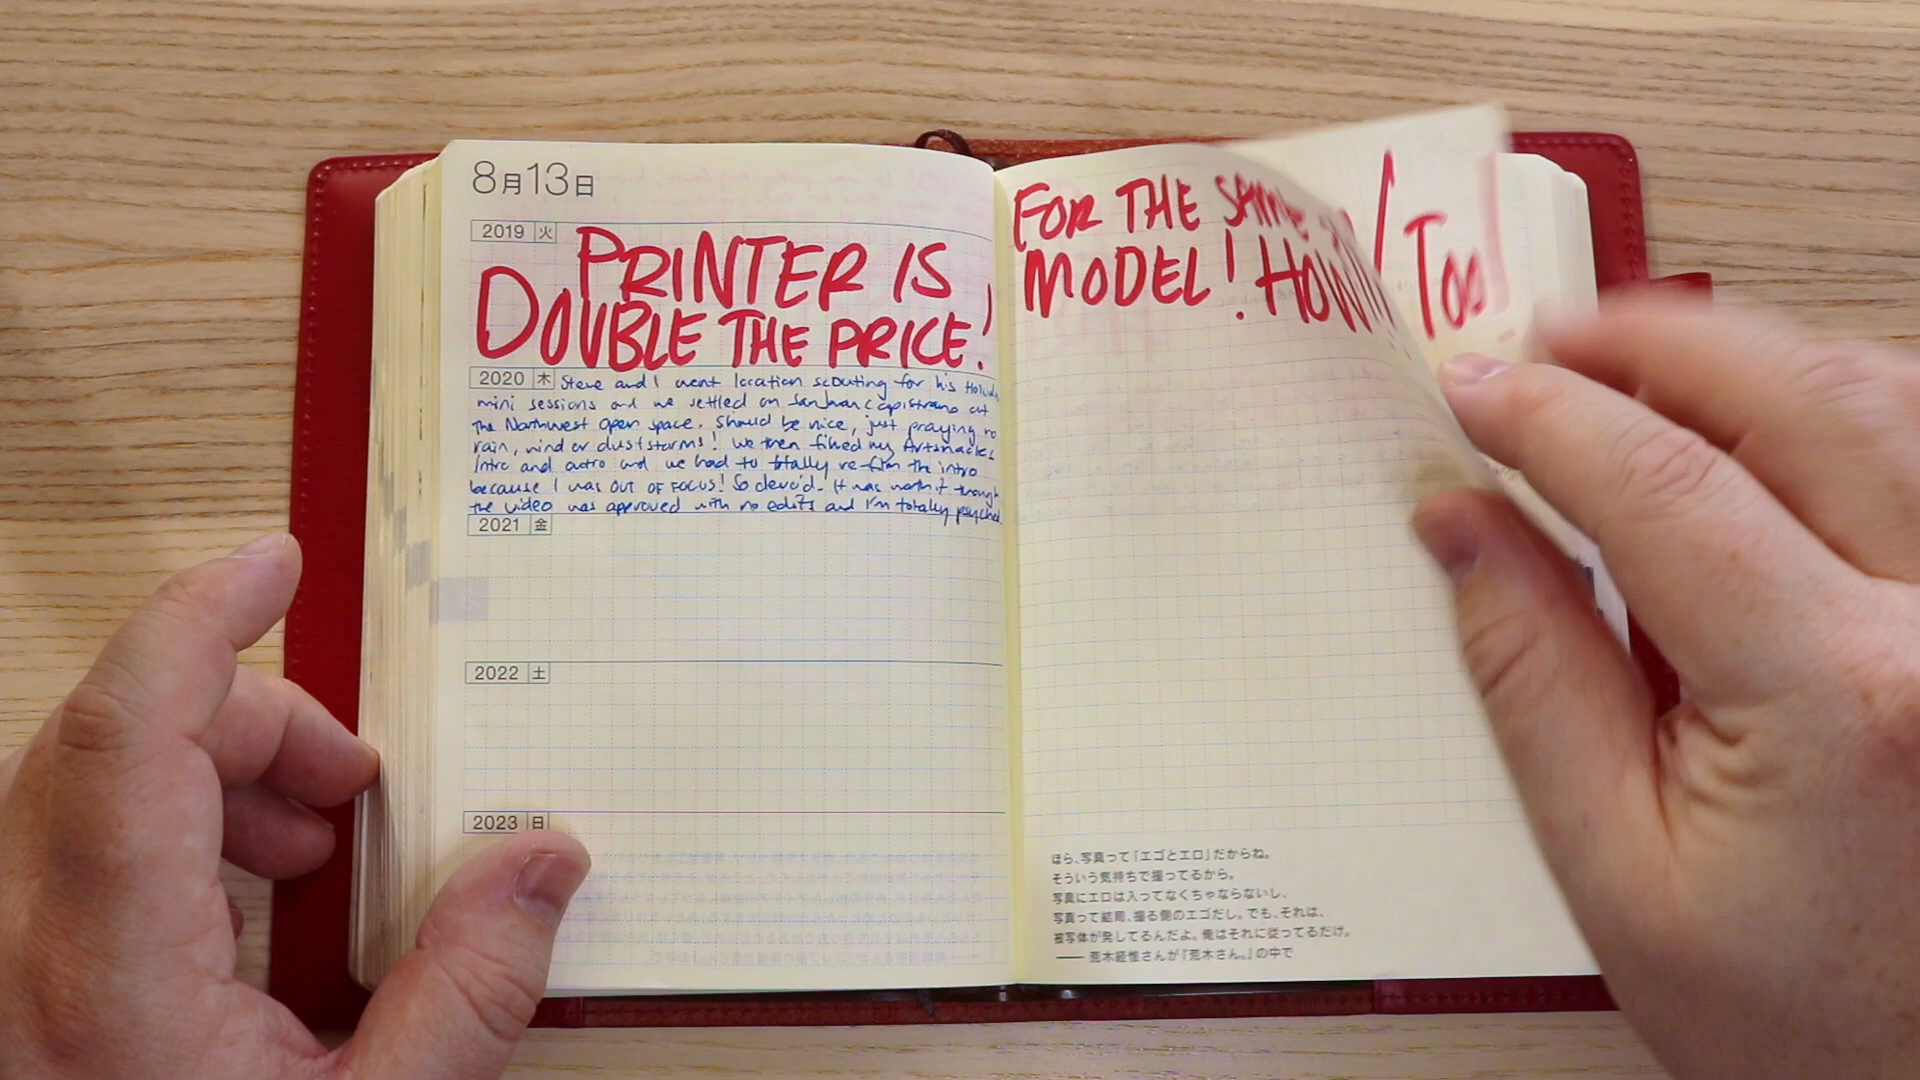 8月13日
2019 火
PRINTER IS
DOUBLE THE PRICE!
2020 木 Steve and I went location scouting for his Holiday
mini sessions and we settled on San Juan Capistrano at
the Northwest open space. Should be nice, just praying no
rain, wind or dust storms! We then filmed my Artsnacks
Intro and outro and we had to totally re-film the intro
because I was OUT OF FOCUS! So it was worth it though
the video was approved with no edits and I'm totally psyched.
2021 金
2022 土
2023 日
FOR THE SAME
MODEL! HOW!!
ほら、写真って「エゴとエロ」だからね。
そういう気持ちで撮ってるから。
写真にエロは入ってなくちゃならないし、
写真って結局、撮る側のエゴだし。でも、それは、
被写体が発してるんだよ。俺はそれに従ってるだけ。
—— 荒木経惟さんが『荒木さん。』の中で